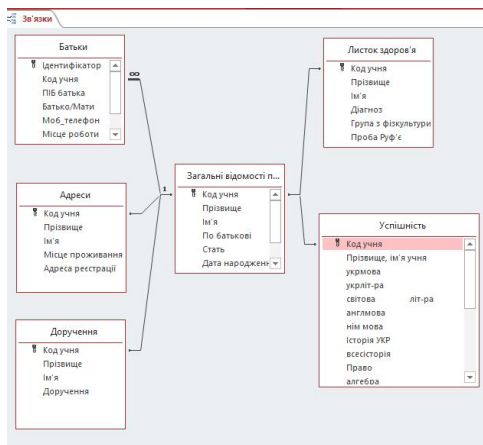 Зв'язки
Батьки
Ідентифікатор
Код учня
ПІБ батька
Батько/Мати
Моб_телефон
Місце роботи
∞
Адреси
Код учня
Прізвище
Ім'я
Місце проживання
Адреса реєстрації
1
Доручення
Код учня
Прізвище
Ім'я
Доручення
Загальні відомості п...
Код учня
Прізвище
Ім'я
По батькові
Стать
Дата народженн
Листок здоров'я
Код учня
Прізвище
Ім'я
Діагноз
Група з фізкультури
Проба Руф'є
Успішність
Код учня
Прізвище, ім'я учня
укрмова
укрліт-ра
світова літ-ра
англмова
нім мова
Історія УКР
всесісторія
Право
алгебра